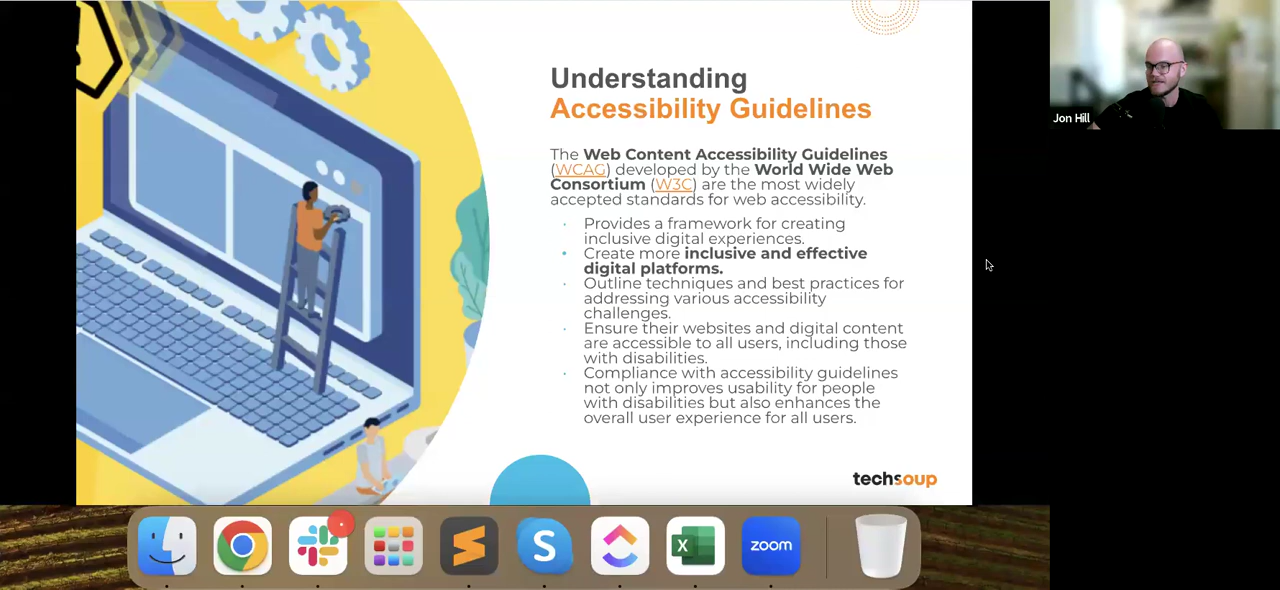 Understanding
Accessibility Guidelines
The Web Content Accessibility Guidelines
(WCAG) developed by the World Wide Web
Consortium (W3C) are the most widely
accepted standards for web accessibility.
· Provides a framework for creating
inclusive digital experiences.
• Create more inclusive and effective
digital platforms.
· Outline techniques and best practices for
addressing various accessibility
challenges.
· Ensure their websites and digital content
are accessible to all users, including those
with disabilities.
· Compliance with accessibility guidelines
not only improves usability for people
with disabilities but also enhances the
overall user experience for all users.
techsoup
Jon Hill
S
X
zoom